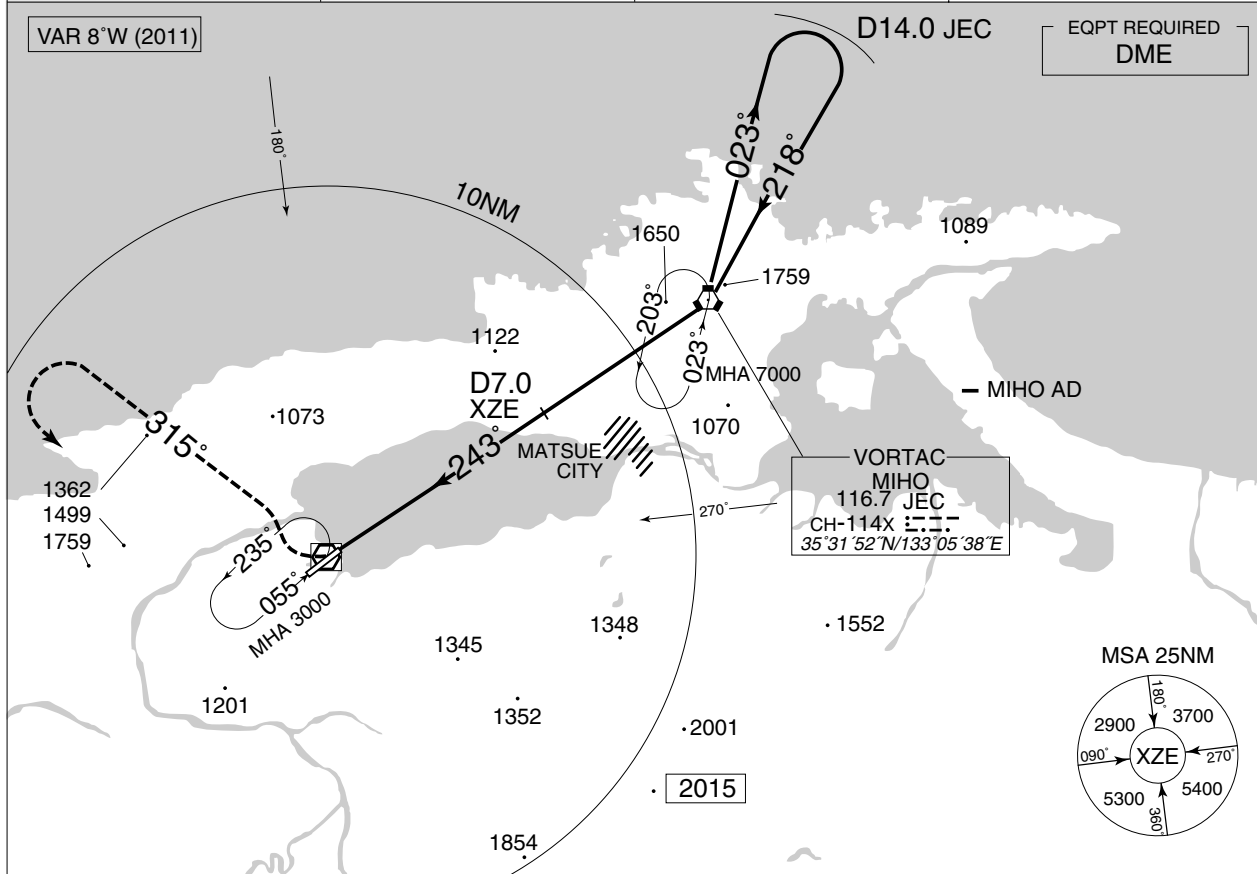 VAR 8°W (2011)
D14.0 JEC
EQPT REQUIRED
DME
180°
10NM
023°
218°
1650
1089
1759
203°
023°
MHA 7000
1122
D7.0
XZE
1073
315°
243°
MATSUE
CITY
1070
MIHO AD
1362
1499
1759
VORTAC
MIHO
116.7 JEC
CH-114X
35°31´52˝N/133°05´38˝E
270°
235°
055°
MHA 3000
1345
1348
1552
1201
1352
2001
2015
1854
MSA 25NM
180°
2900
3700
090°
XZE
270°
5300
5400
360°